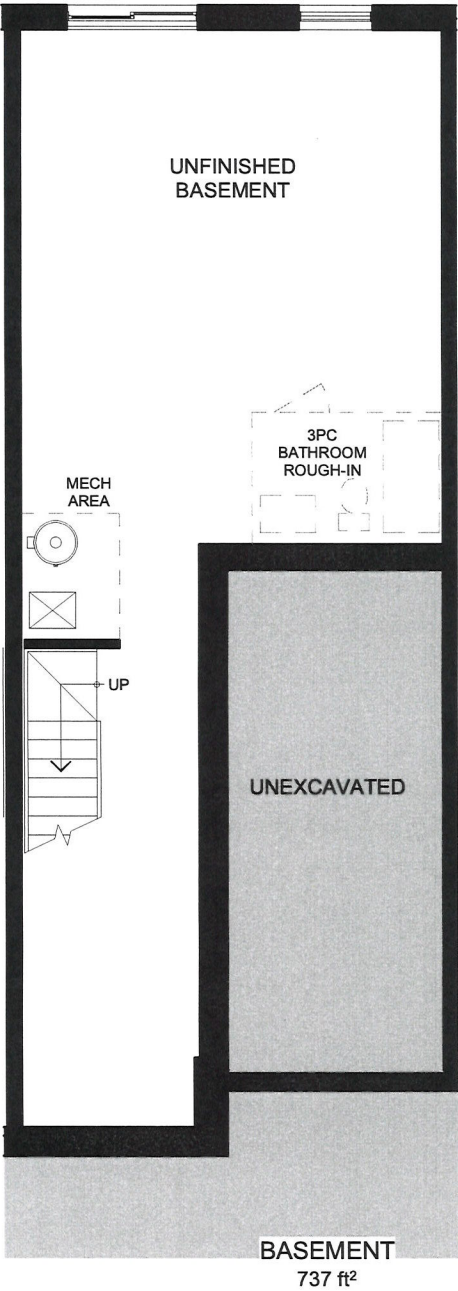 UNFINISHED
BASEMENT
3PC
BATHROOM
ROUGH-IN
MECH
AREA
UP
UNEXCAVATED
BASEMENT
737 ft²